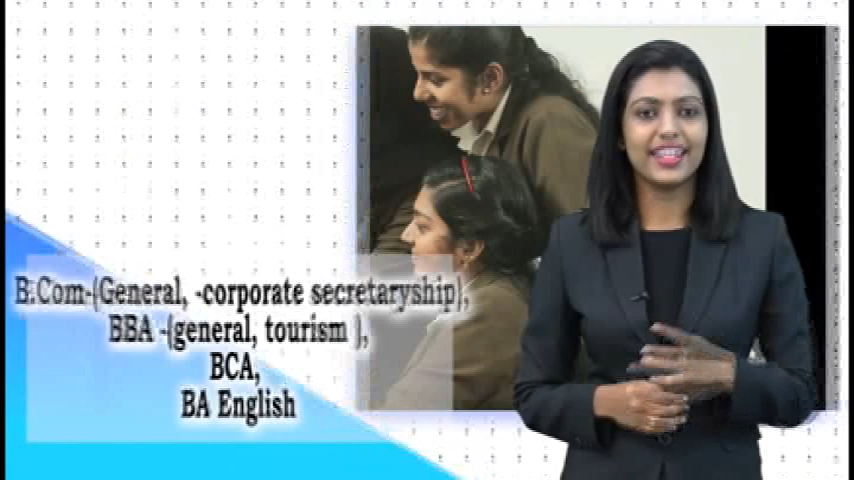 B.Com-(General, -corporate secretaryship),
BBA -(general, tourism ),
BCA,
BA English